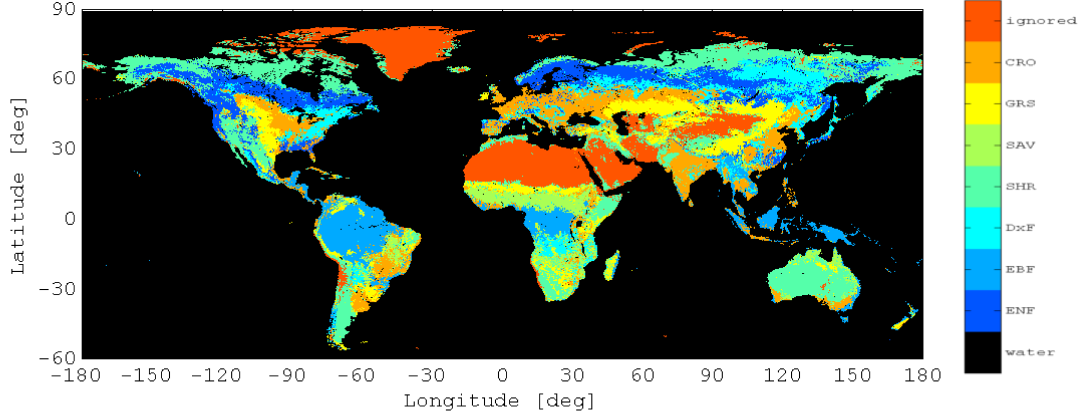 90
60
30
0
-30
-60
Latitude [deg]
-180 -150 -120 -90 -60 -30 0 30 60 90 120 150 180
Longitude [deg]
ignored
CRO
GRS
SAV
SHR
DxF
EBF
ENF
water